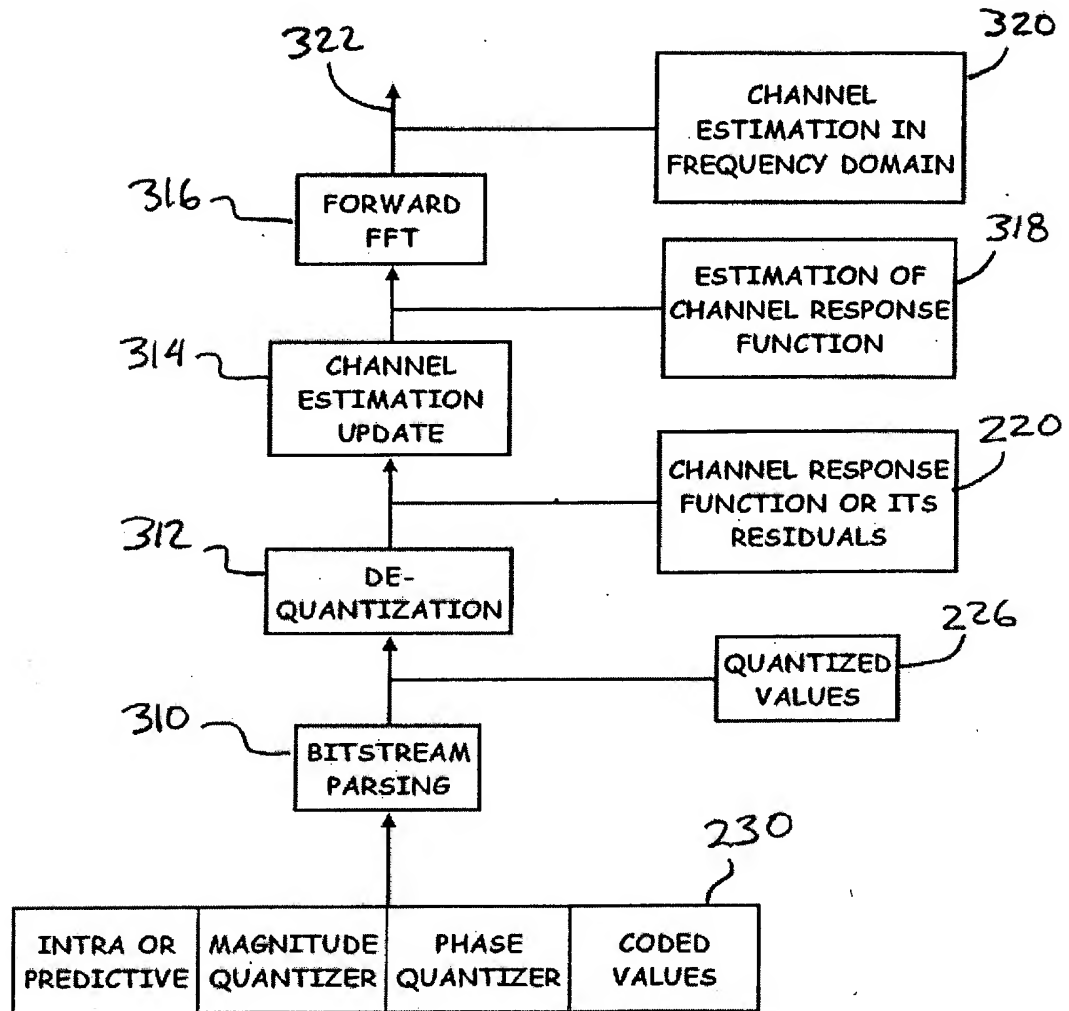 322
320
CHANNEL
ESTIMATION IN
FREQUENCY DOMAIN
316
FORWARD
FFT
318
ESTIMATION OF
CHANNEL RESPONSE
FUNCTION
314
CHANNEL
ESTIMATION
UPDATE
220
CHANNEL RESPONSE
FUNCTION OR ITS
RESIDUALS
312
DE-
QUANTIZATION
226
QUANTIZED
VALUES
310
BITSTREAM
PARSING
230
INTRA OR
PREDICTIVE
MAGNITUDE
QUANTIZER
PHASE
QUANTIZER
CODED
VALUES